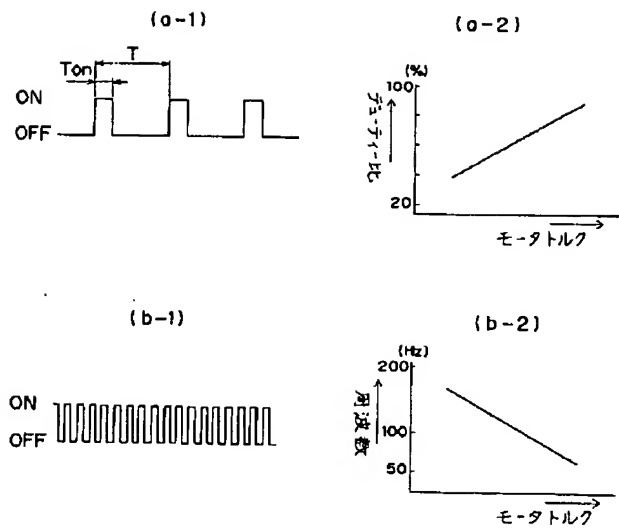 (a-1)
T
Ton
ON
OFF
(a-2)
(%)
100
デューティー比
20
モータトルク
(b-1)
ON
OFF
(b-2)
(Hz)
200
周波数
100
50
モータトルク